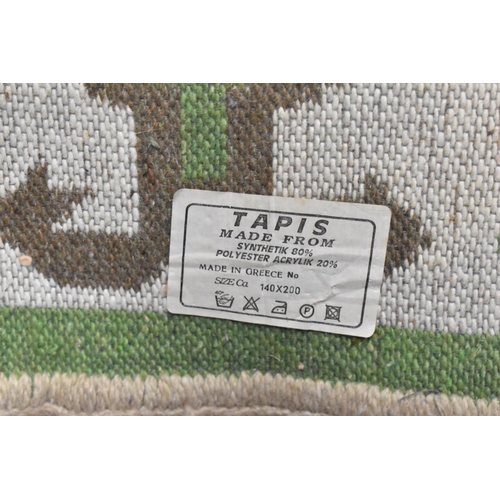 TAPIS
MADE FROM
SYNTHETIK 80%
POLYESTER ACRYLIK 20%
MADE IN GREECE No
SIZE Ca 140X200
P